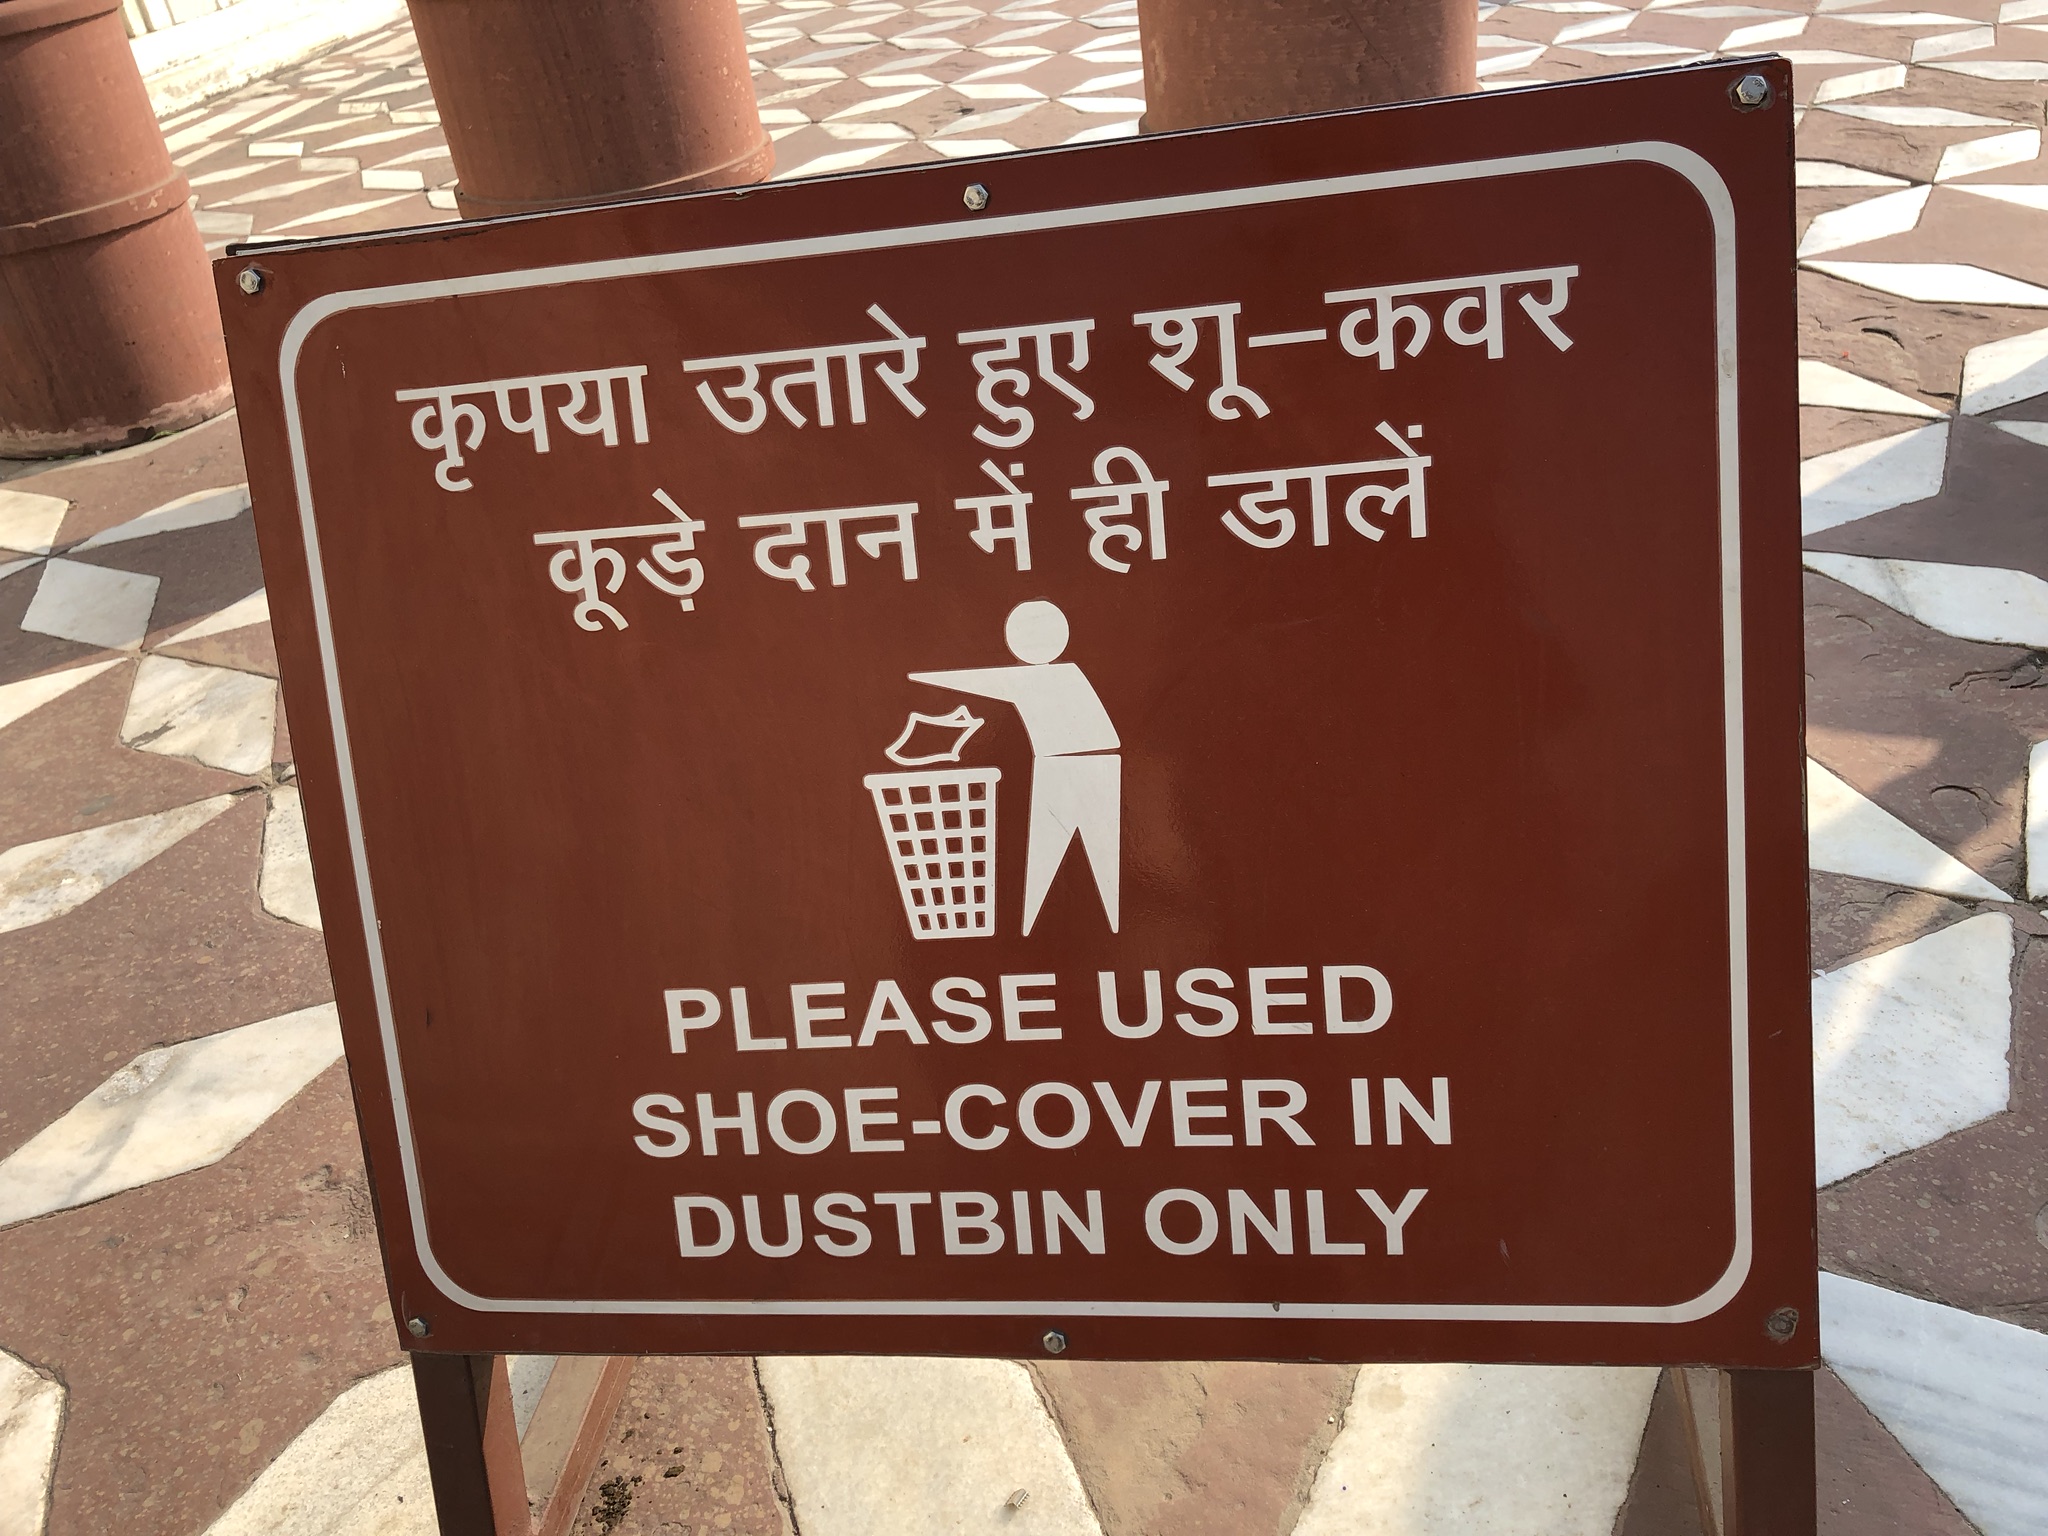 कृपया उतारे हुए शू–कवर
कूड़े दान में ही डालें
PLEASE USED
SHOE-COVER IN
DUSTBIN ONLY